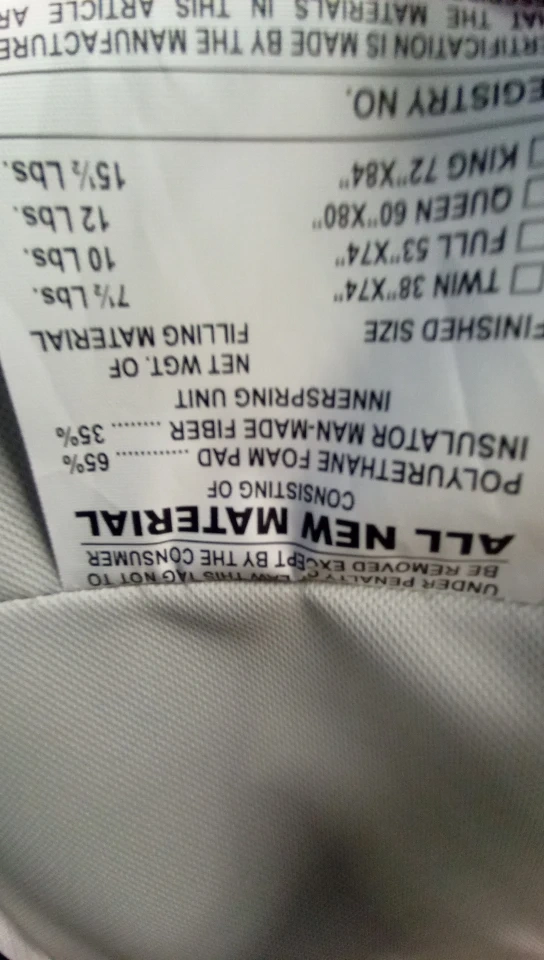 UNDER PENALTY OF LAW THIS TAG NOT TO
BE REMOVED EXCEPT BY THE CONSUMER
ALL NEW MATERIAL
CONSISTING OF
POLYURETHANE FOAM PAD ............ 65%
INSULATOR MAN-MADE FIBER ........ 35%
INNERSPRING UNIT
NET WGT. OF
FINISHED SIZE FILLING MATERIAL
☐ TWIN 38"X74" 7½ Lbs.
☐ FULL 53"X74" 10 Lbs.
☐ QUEEN 60"X80" 12 Lbs.
☐ KING 72"X84" 15½ Lbs.
EGISTRY NO.
ERTIFICATION IS MADE BY THE MANUFACTURE
HAT THE MATERIALS IN THIS ARTICLE AR